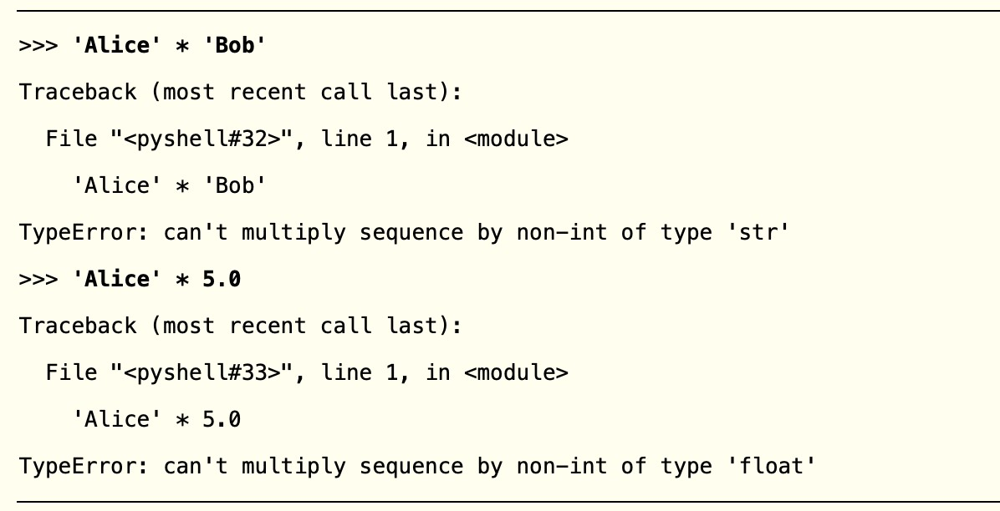 >>> 'Alice' * 'Bob'
Traceback (most recent call last):
  File "<pyshell#32>", line 1, in <module>
    'Alice' * 'Bob'
TypeError: can't multiply sequence by non-int of type 'str'
>>> 'Alice' * 5.0
Traceback (most recent call last):
  File "<pyshell#33>", line 1, in <module>
    'Alice' * 5.0
TypeError: can't multiply sequence by non-int of type 'float'